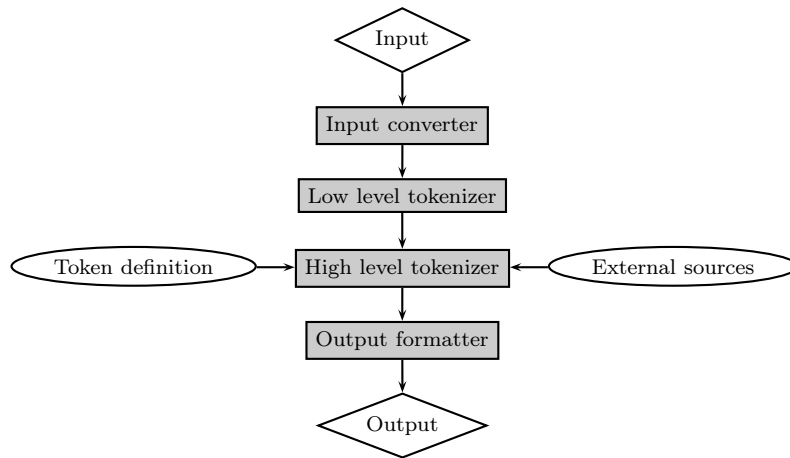 Input
Input converter
Low level tokenizer
Token definition
High level tokenizer
External sources
Output formatter
Output